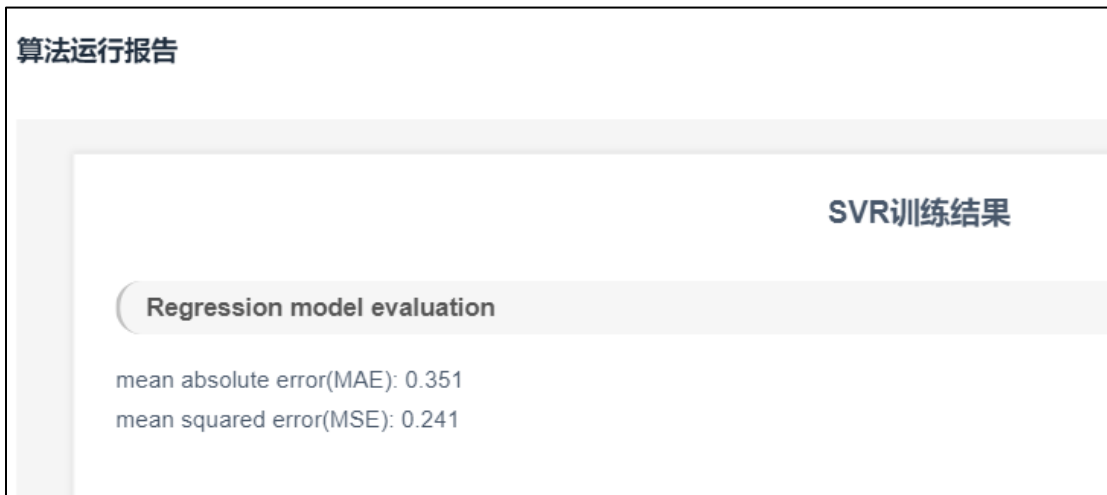 算法运行报告
SVR训练结果
Regression model evaluation
mean absolute error(MAE): 0.351
mean squared error(MSE): 0.241